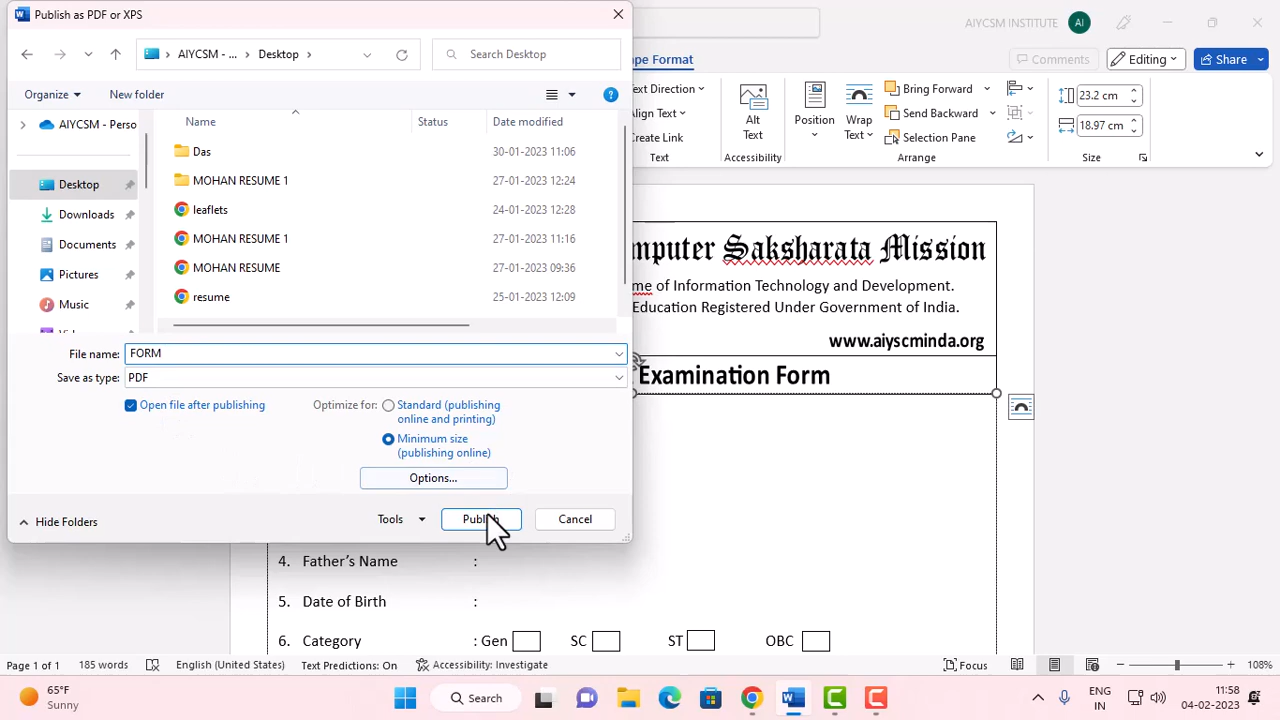 Publish as PDF or XPS
AIYCSM - ... > Desktop >
Search Desktop
Organize
New folder
AIYCSM - Perso
Desktop
Downloads
Documents
Pictures
Music
Name Status Date modified
Das 30-01-2023 11:06
MOHAN RESUME 1 27-01-2023 12:24
leaflets 24-01-2023 12:28
MOHAN RESUME 1 27-01-2023 11:16
MOHAN RESUME 27-01-2023 09:36
resume 25-01-2023 12:09
File name: FORM
Save as type: PDF
Open file after publishing
Optimize for: Standard (publishing
online and printing)
Minimum size
(publishing online)
Options...
Hide Folders
Tools
Publish
Cancel
AIYCSM INSTITUTE AI
ape Format
Comments
Editing
Share
ext Direction
lign Text
reate Link
Text
Alt
Text
Accessibility
Position
Wrap
Text
Bring Forward
Send Backward
Selection Pane
Arrange
23.2 cm
18.97 cm
Size
mputer Saksharata Mission
me of Information Technology and Development.
Education Registered Under Government of India.
www.aiyscminda.org
Examination Form
4. Father's Name :
5. Date of Birth :
6. Category : Gen SC ST OBC
Page 1 of 1 185 words English (United States) Text Predictions: On Accessibility: Investigate Focus 108%
65°F
Sunny
Search
ENG
IN
11:58
04-02-2023